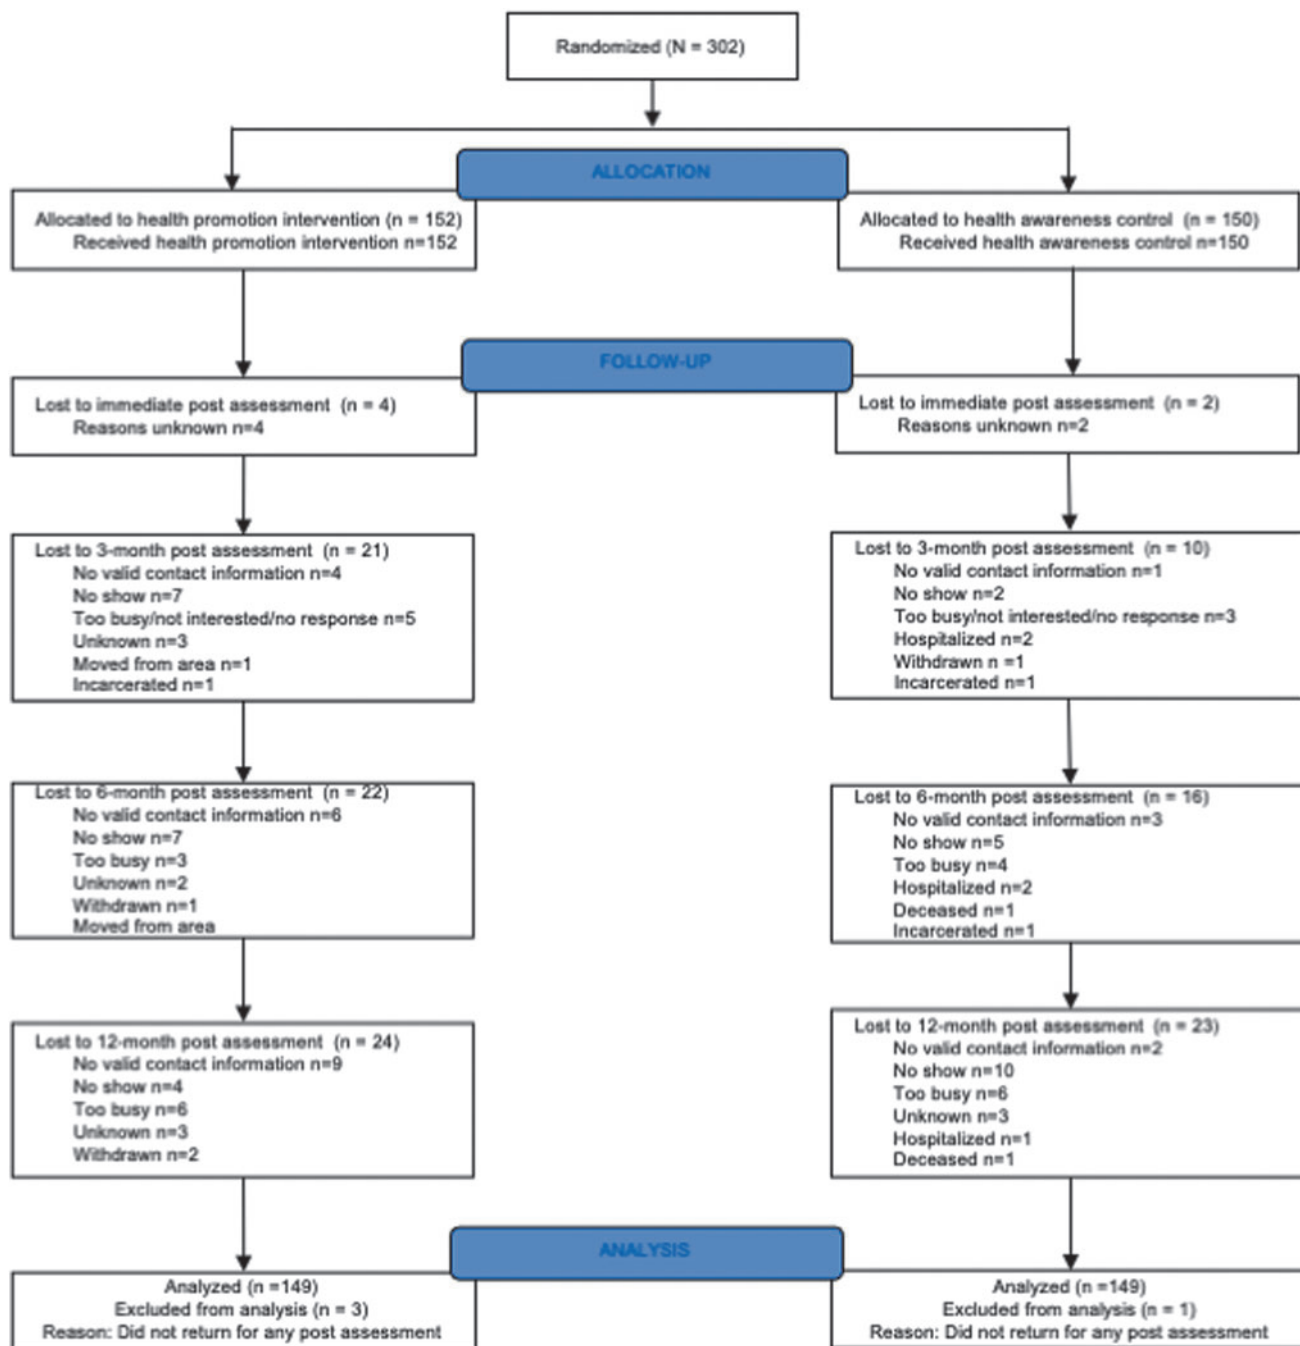 Randomized (N = 302)
ALLOCATION
Allocated to health promotion intervention (n = 152)
Received health promotion intervention n=152
Allocated to health awareness control (n = 150)
Received health awareness control n=150
FOLLOW-UP
Lost to immediate post assessment (n = 4)
Reasons unknown n=4
Lost to immediate post assessment (n = 2)
Reasons unknown n=2
Lost to 3-month post assessment (n = 21)
No valid contact information n=4
No show n=7
Too busy/not interested/no response n=5
Unknown n=3
Moved from area n=1
Incarcerated n=1
Lost to 3-month post assessment (n = 10)
No valid contact information n=1
No show n=2
Too busy/not interested/no response n=3
Hospitalized n=2
Withdrawn n =1
Incarcerated n=1
Lost to 6-month post assessment (n = 22)
No valid contact information n=6
No show n=7
Too busy n=3
Unknown n=2
Withdrawn n=1
Moved from area
Lost to 6-month post assessment (n = 16)
No valid contact information n=3
No show n=5
Too busy n=4
Hospitalized n=2
Deceased n=1
Incarcerated n=1
Lost to 12-month post assessment (n = 24)
No valid contact information n=9
No show n=4
Too busy n=6
Unknown n=3
Withdrawn n=2
Lost to 12-month post assessment (n = 23)
No valid contact information n=2
No show n=10
Too busy n=6
Unknown n=3
Hospitalized n=1
Deceased n=1
ANALYSIS
Analyzed (n =149)
Excluded from analysis (n = 3)
Reason: Did not return for any post assessment
Analyzed (n =149)
Excluded from analysis (n = 1)
Reason: Did not return for any post assessment